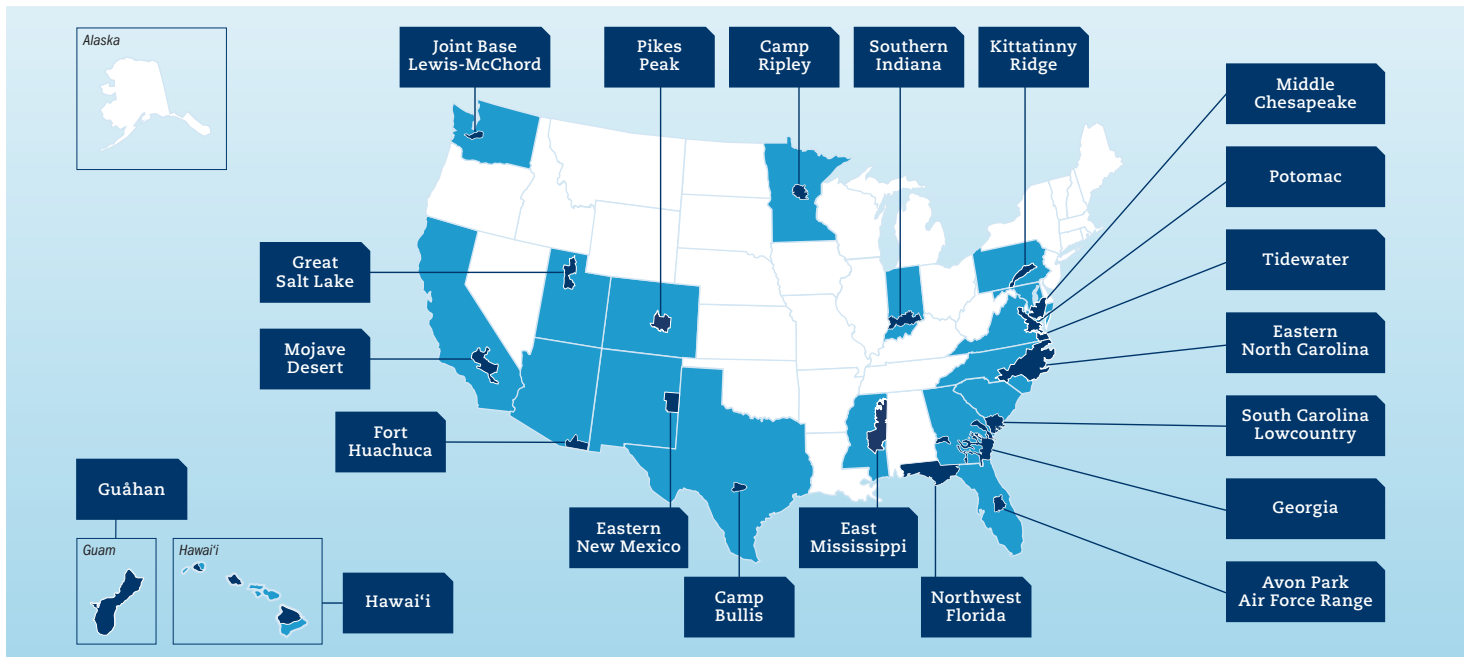 Alaska
Joint Base
Lewis-McChord
Pikes
Peak
Camp
Ripley
Southern
Indiana
Kittatinny
Ridge
Middle
Chesapeake
Potomac
Tidewater
Eastern
North Carolina
South Carolina
Lowcountry
Georgia
Avon Park
Air Force Range
Great
Salt Lake
Mojave
Desert
Fort
Huachuca
Guåhan
Guam
Hawai‘i
Hawai‘i
Eastern
New Mexico
Camp
Bullis
East
Mississippi
Northwest
Florida